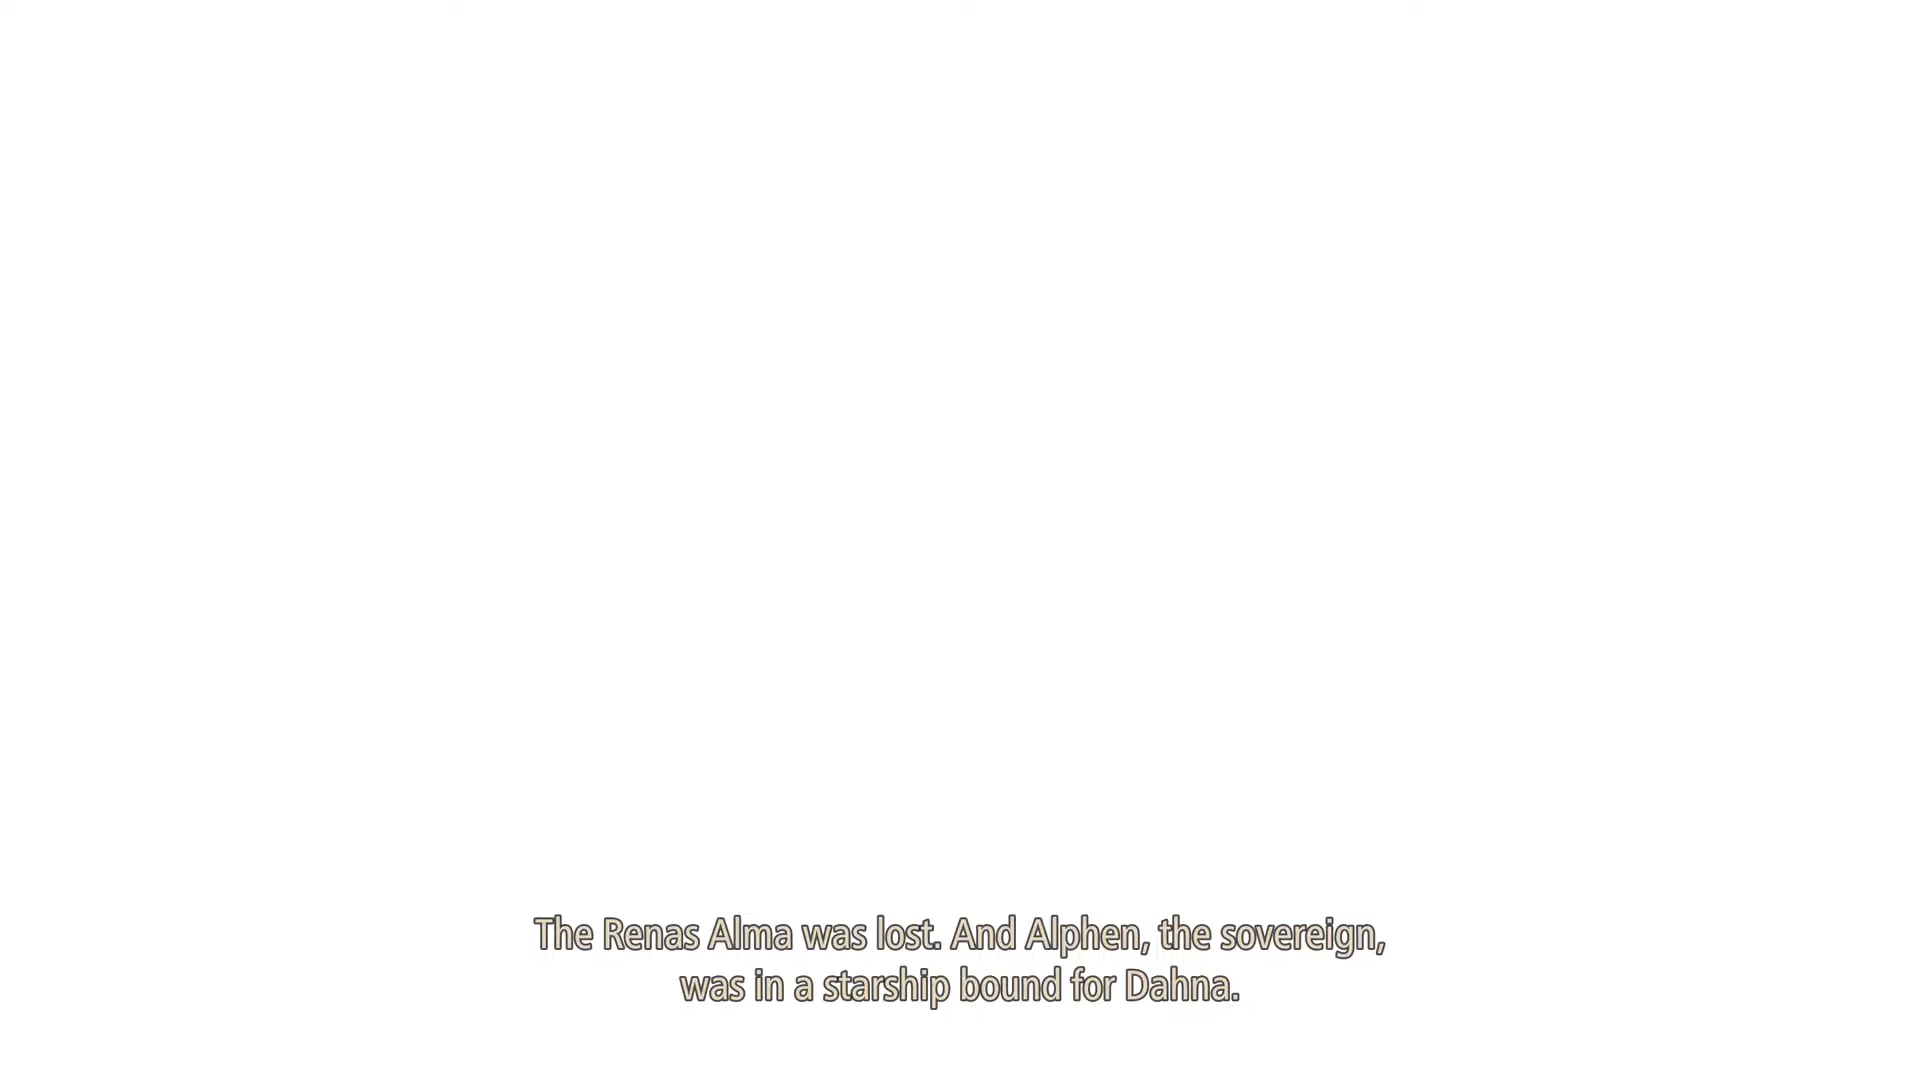 The Renas Alma was lost. And Alphen, the sovereign,
was in a starship bound for Dahna.